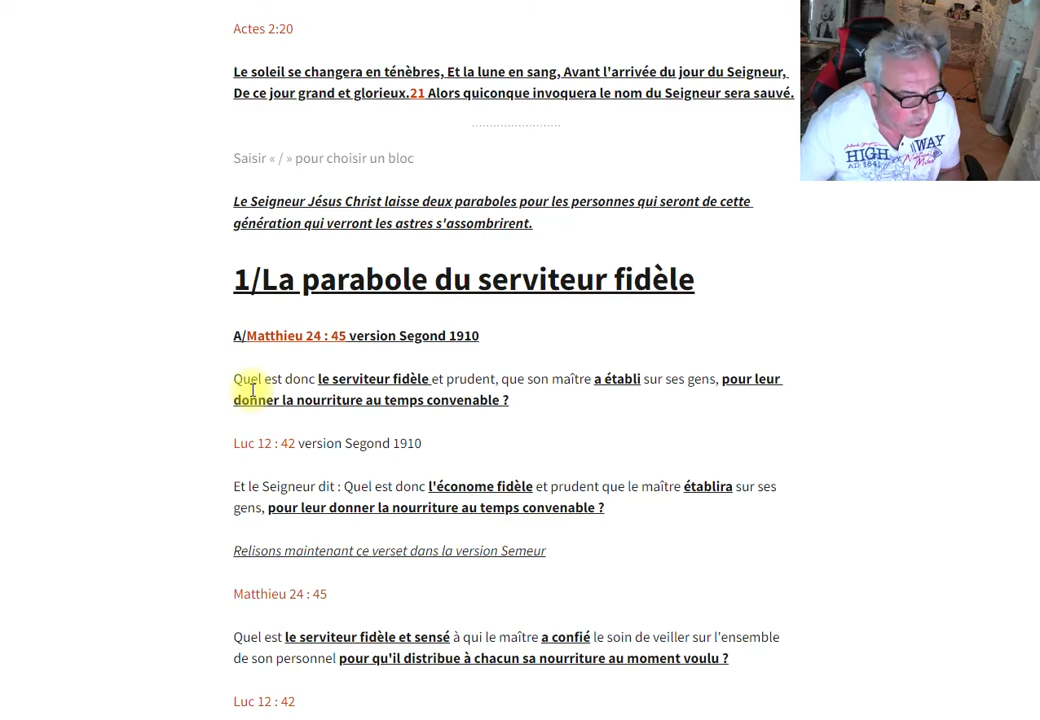 Actes 2:20
Le soleil se changera en ténèbres, Et la lune en sang, Avant l'arrivée du jour du Seigneur,
De ce jour grand et glorieux.21 Alors quiconque invoquera le nom du Seigneur sera sauvé.
Saisir « / » pour choisir un bloc
Le Seigneur Jésus Christ laisse deux paraboles pour les personnes qui seront de cette
génération qui verront les astres s'assombrirent.
1/La parabole du serviteur fidèle
A/Matthieu 24 : 45 version Segond 1910
Quel est donc le serviteur fidèle et prudent, que son maître a établi sur ses gens, pour leur
donner la nourriture au temps convenable ?
Luc 12 : 42 version Segond 1910
Et le Seigneur dit : Quel est donc l'économe fidèle et prudent que le maître établira sur ses
gens, pour leur donner la nourriture au temps convenable ?
Relisons maintenant ce verset dans la version Semeur
Matthieu 24 : 45
Quel est le serviteur fidèle et sensé à qui le maître a confié le soin de veiller sur l'ensemble
de son personnel pour qu'il distribue à chacun sa nourriture au moment voulu ?
Luc 12 : 42
HIGH WAY